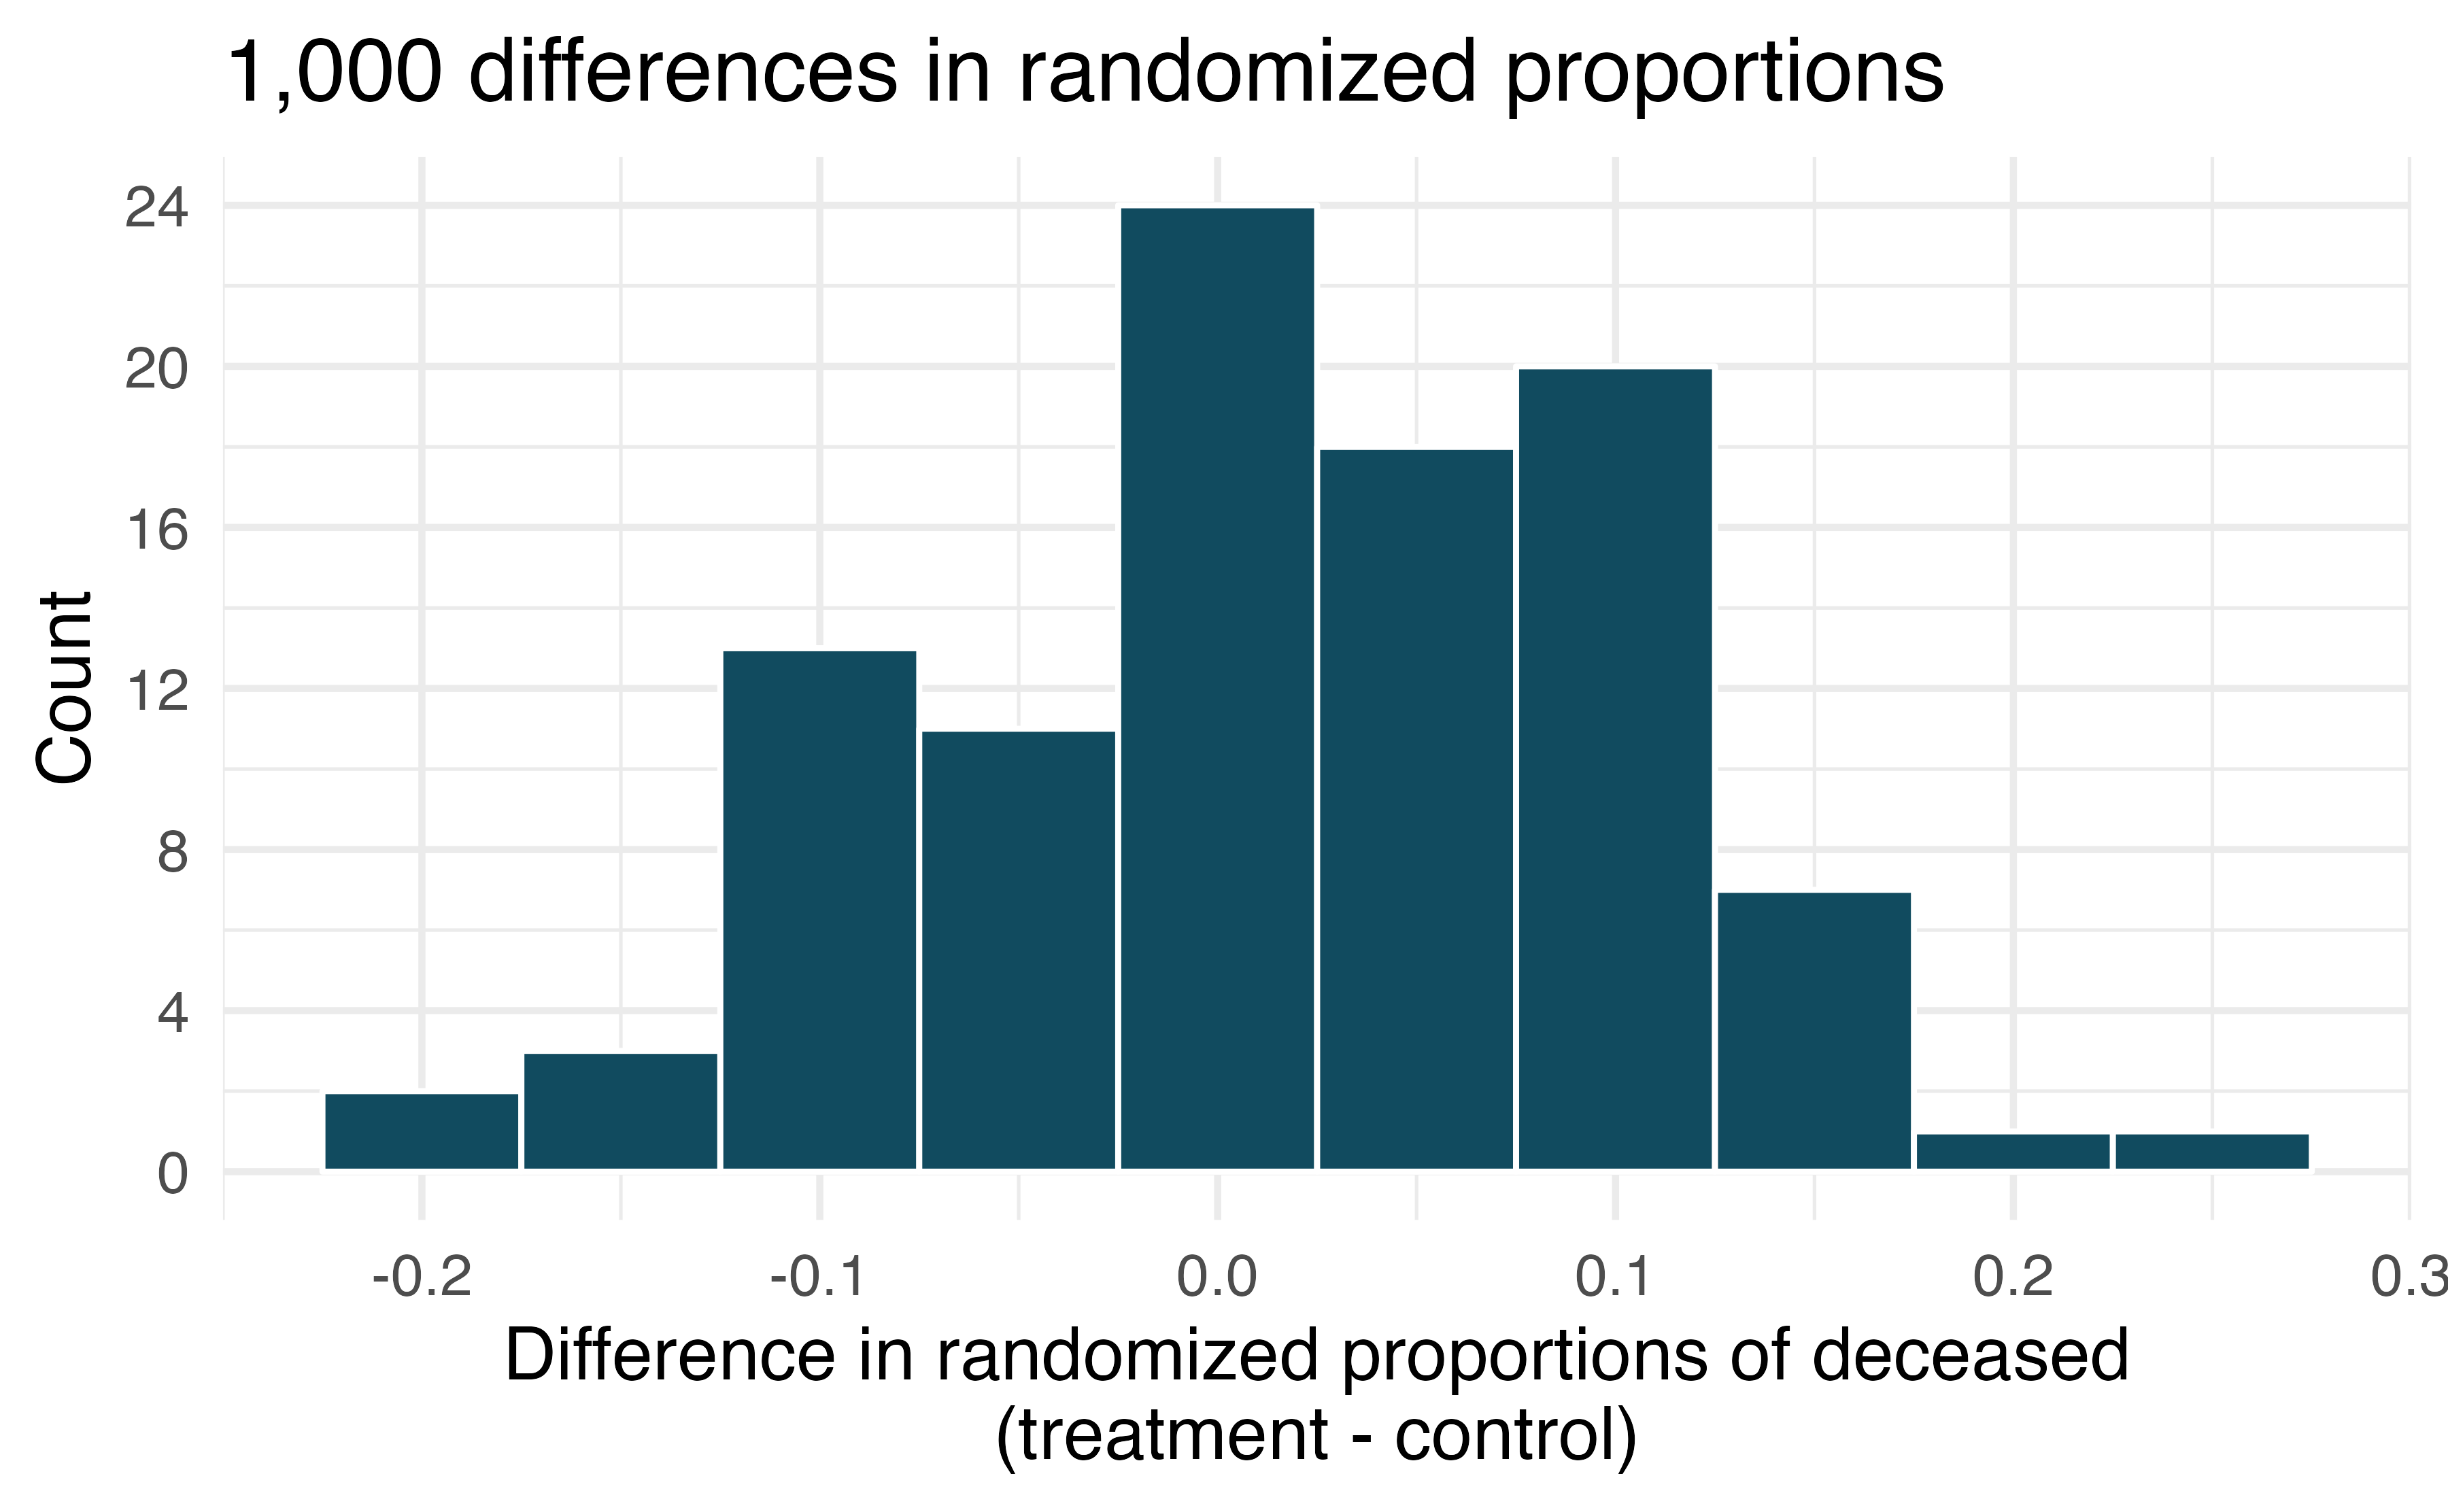 1,000 differences in randomized proportions
24
20
16
12
8
4
0
Count
-0.2 -0.1 0.0 0.1 0.2 0.3
Difference in randomized proportions of deceased
(treatment - control)